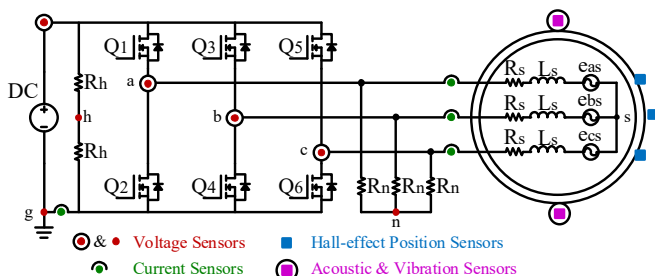 Q1 Q3 Q5
Rh
a
Rs Ls eas
DC
h
b
Rs Ls ebs
s
Rh
c
Rs Ls ecs
Q2 Q4 Q6
Rn Rn Rn
g
n
& Voltage Sensors
Hall-effect Position Sensors
Current Sensors
Acoustic & Vibration Sensors